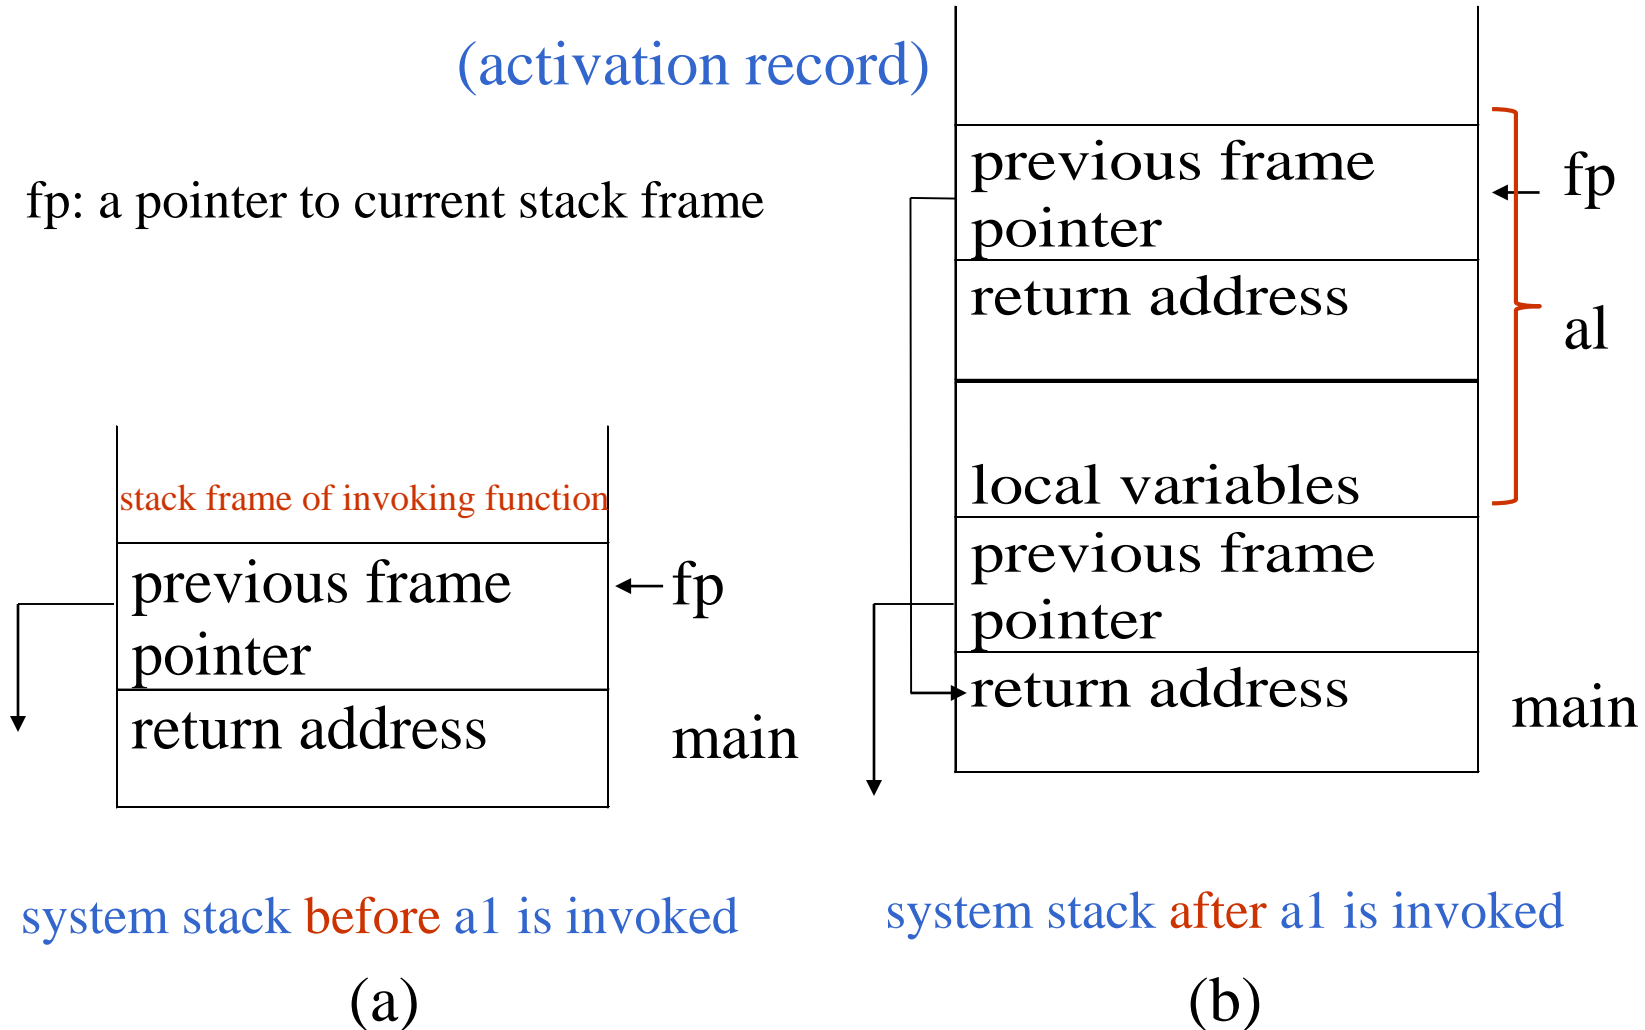 (activation record)
fp: a pointer to current stack frame
stack frame of invoking function
previous frame
pointer
fp
return address
main
system stack before a1 is invoked
(a)
previous frame
pointer
fp
return address
al
local variables
previous frame
pointer
return address
main
system stack after a1 is invoked
(b)